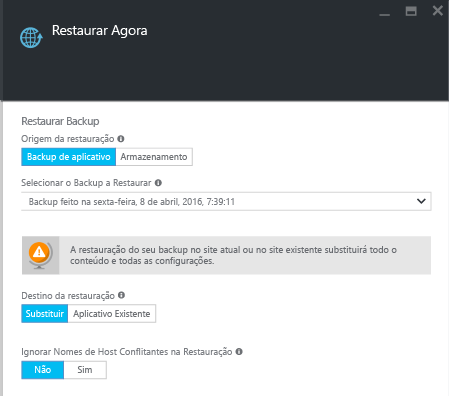 Restaurar Agora
Restaurar Backup
Origem da restauração
Backup de aplicativo Armazenamento
Selecionar o Backup a Restaurar
Backup feito na sexta-feira, 8 de abril, 2016, 7:39:11
A restauração do seu backup no site atual ou no site existente substituirá todo o
conteúdo e todas as configurações.
Destino da restauração
Substituir Aplicativo Existente
Ignorar Nomes de Host Conflitantes na Restauração
Não Sim